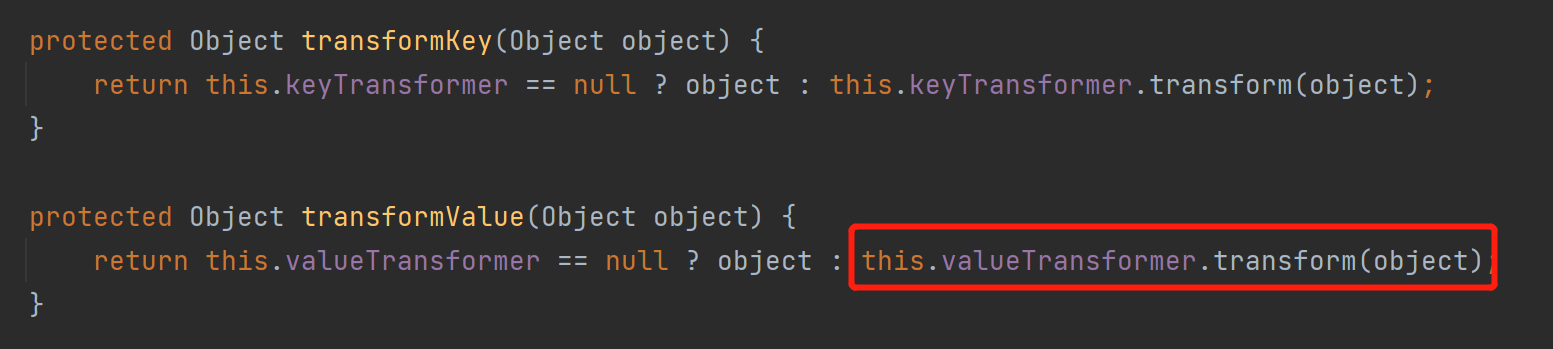 protected Object transformKey(Object object) {
return this.keyTransformer == null ? object : this.keyTransformer.transform(object);
}
protected Object transformValue(Object object) {
return this.valueTransformer == null ? object : this.valueTransformer.transform(object);
}